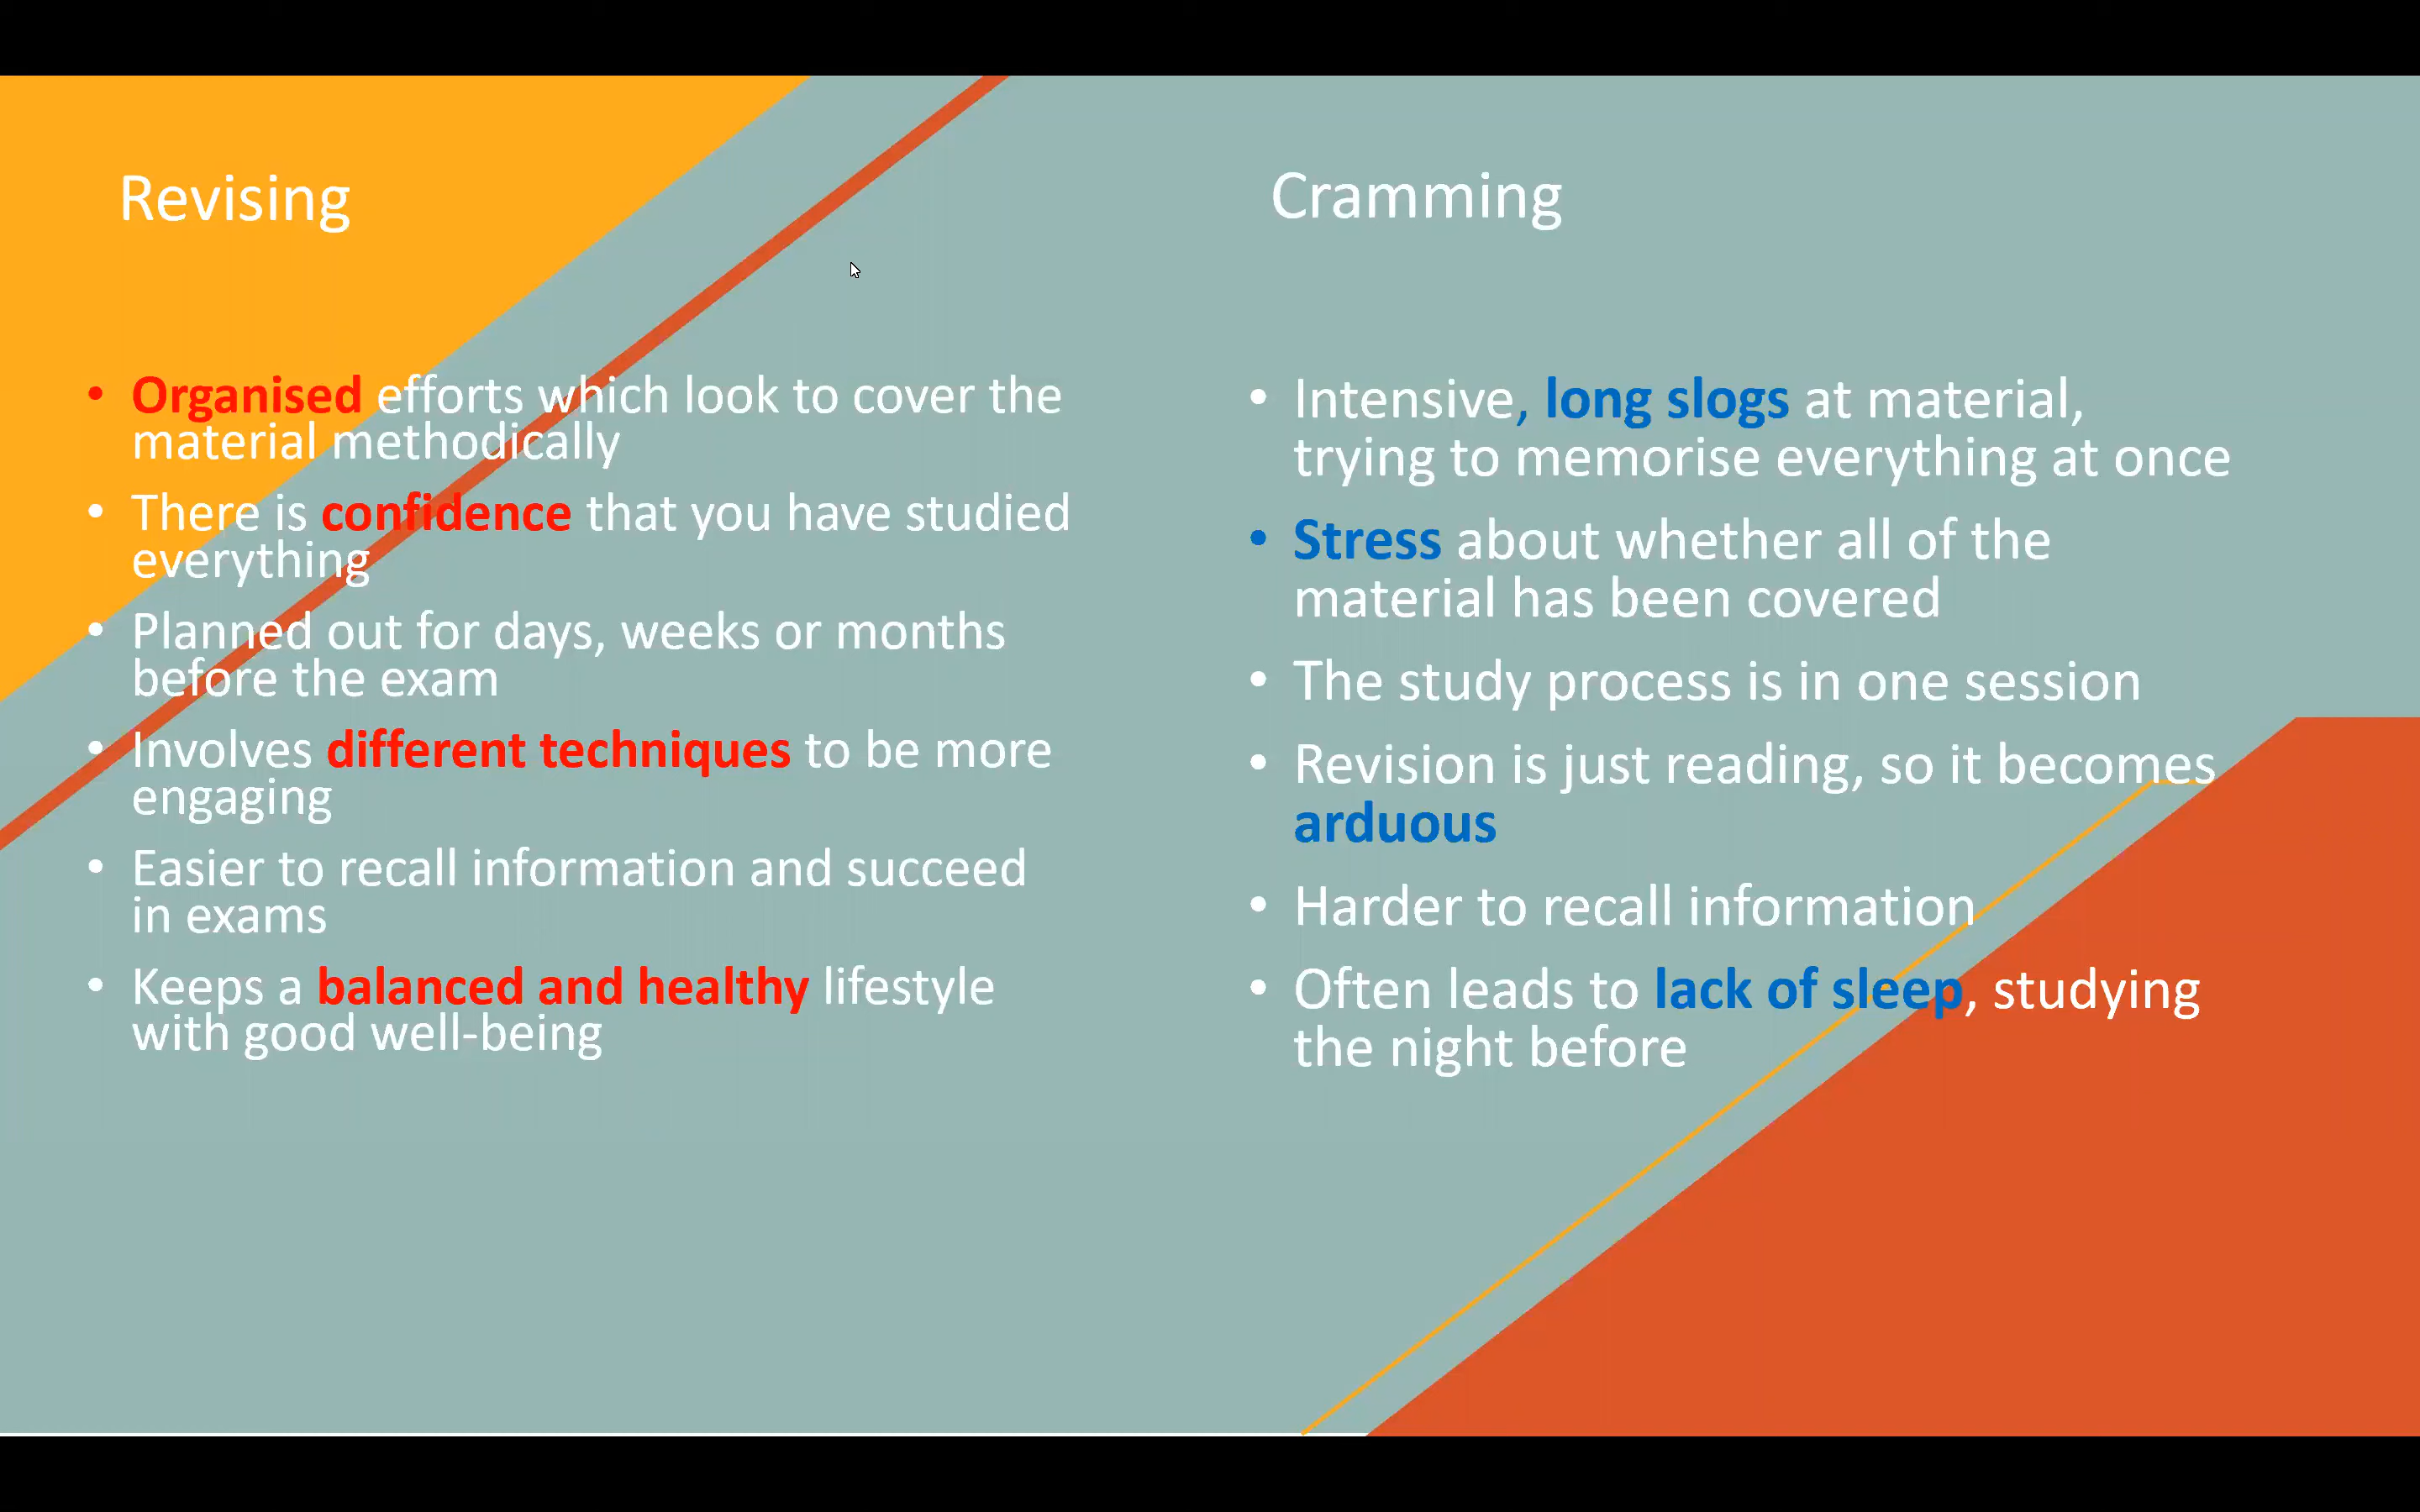 Revising
• Organised efforts which look to cover the
material methodically
• There is confidence that you have studied
everything
• Planned out for days, weeks or months
before the exam
• Involves different techniques to be more
engaging
• Easier to recall information and succeed
in exams
• Keeps a balanced and healthy lifestyle
with good well-being
Cramming
• Intensive, long slogs at material,
trying to memorise everything at once
• Stress about whether all of the
material has been covered
• The study process is in one session
• Revision is just reading, so it becomes
arduous
• Harder to recall information
• Often leads to lack of sleep, studying
the night before